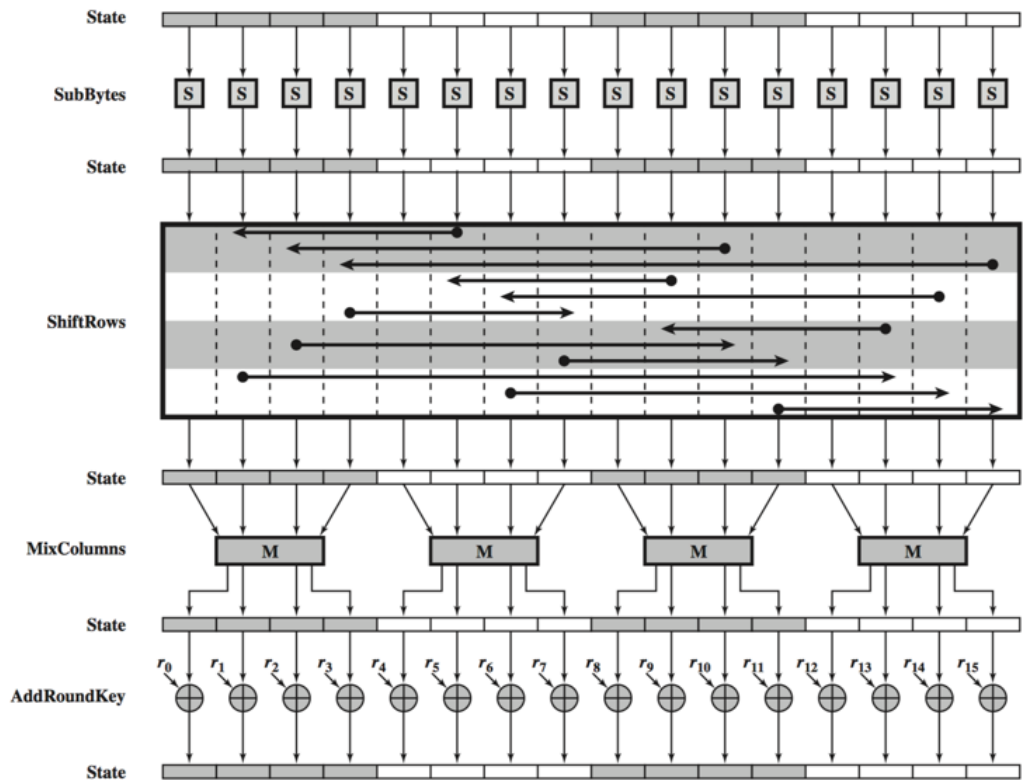 State
SubBytes S S S S S S S S S S S S S S S S
State
ShiftRows
State
MixColumns M M M M
State
r0 r1 r2 r3 r4 r5 r6 r7 r8 r9 r10 r11 r12 r13 r14 r15
AddRoundKey
State